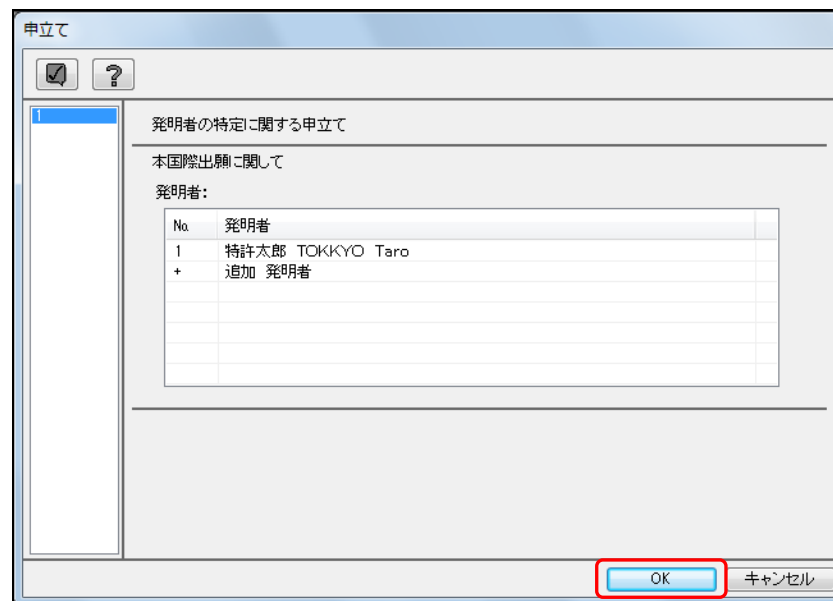 申立て
?
1
発明者の特定に関する申立て
本国際出願に関して
発明者:
No. 発明者
1 特許太郎 TOKKYO Taro
+ 追加 発明者
OK キャンセル